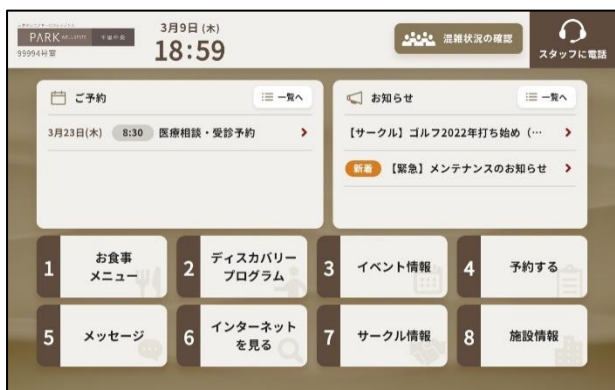 PARK WELLSTATE 千里中央
99994号室
3月9日 (木)
18:59
混雑状況の確認
スタッフに電話
ご予約
一覧へ
3月23日(木) 8:30 医療相談・受診予約
お知らせ
一覧へ
【サークル】ゴルフ2022年打ち始め (…
新着 【緊急】メンテナンスのお知らせ
1 お食事
メニュー
2 ディスカバリー
プログラム
3 イベント情報
4 予約する
5 メッセージ
6 インターネット
を見る
7 サークル情報
8 施設情報